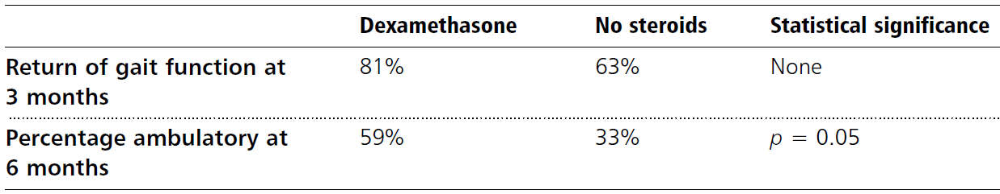 Dexamethasone No steroids Statistical significance
Return of gait function at 81% 63% None
3 months
Percentage ambulatory at 59% 33% p = 0.05
6 months